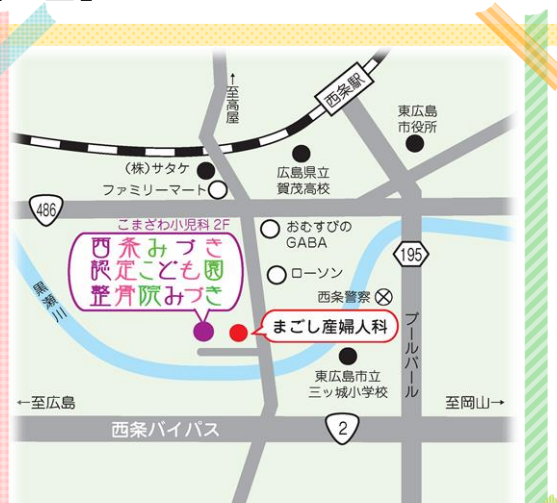 ↑至高屋
西条駅
東広島
市役所
(株)サタケ
広島県立
賀茂高校
ファミリーマート
486
こまざわ小児科 2F
西条みづき
認定こども園
整骨院みづき
おむすびの
GABA
195
ローソン
黒瀬川
西条警察
まごし産婦人科
ブールバール
東広島市立
三ッ城小学校
←至広島
至岡山→
西条バイパス
2